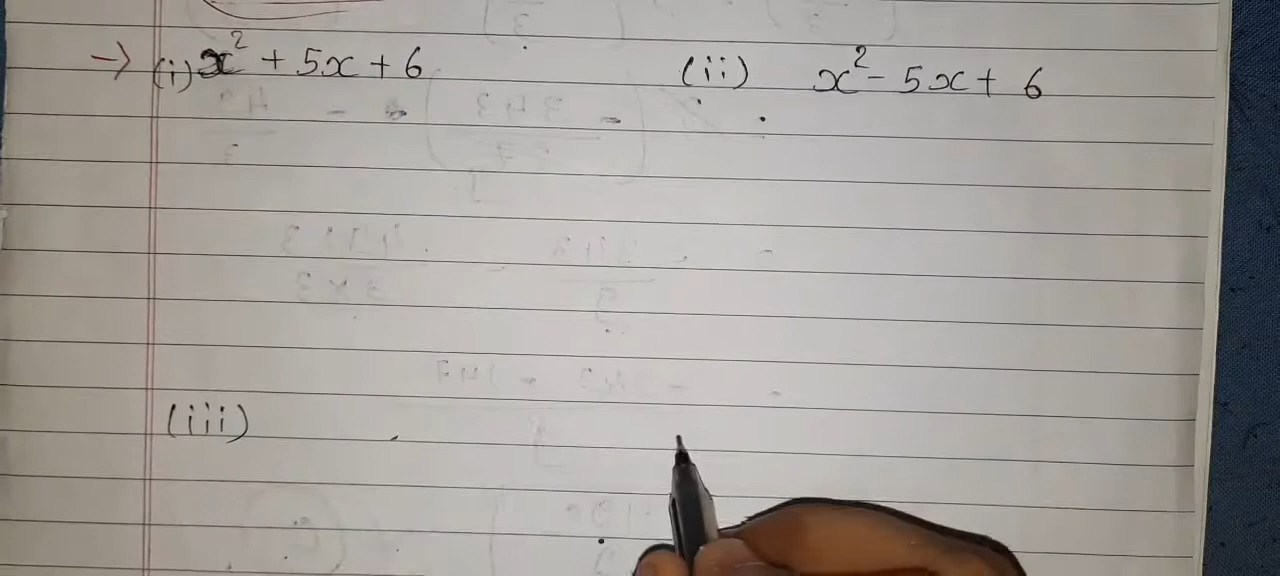 → (i) x² + 5x + 6 (ii) x² - 5x + 6
(iii)